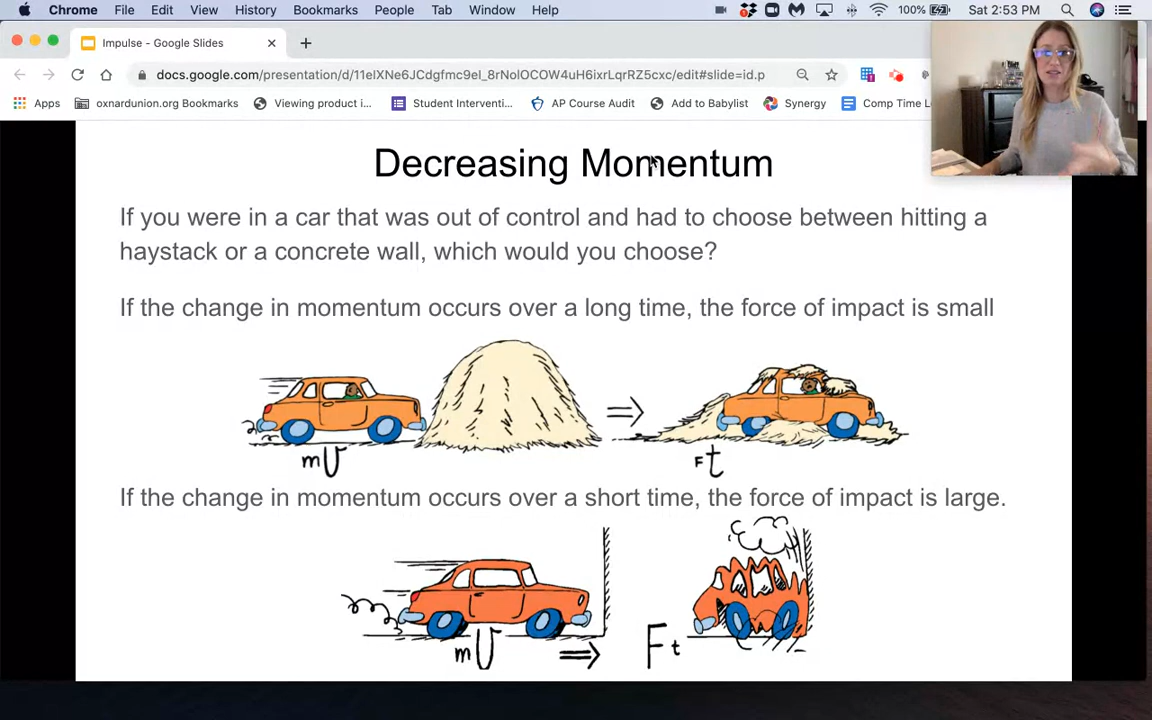 Chrome File Edit View History Bookmarks People Tab Window Help 100% Sat 2:53 PM
Impulse - Google Slides
docs.google.com/presentation/d/11elXNe6JCdgfmc9el_8rNolOCOW4uH6ixrLqrRZ5cxc/edit#slide=id.p
Apps oxnardunion.org Bookmarks Viewing product i... Student Interventi... AP Course Audit Add to Babylist Synergy Comp Time L
Decreasing Momentum
If you were in a car that was out of control and had to choose between hitting a
haystack or a concrete wall, which would you choose?
If the change in momentum occurs over a long time, the force of impact is small
mv
Ft
If the change in momentum occurs over a short time, the force of impact is large.
mv
Ft